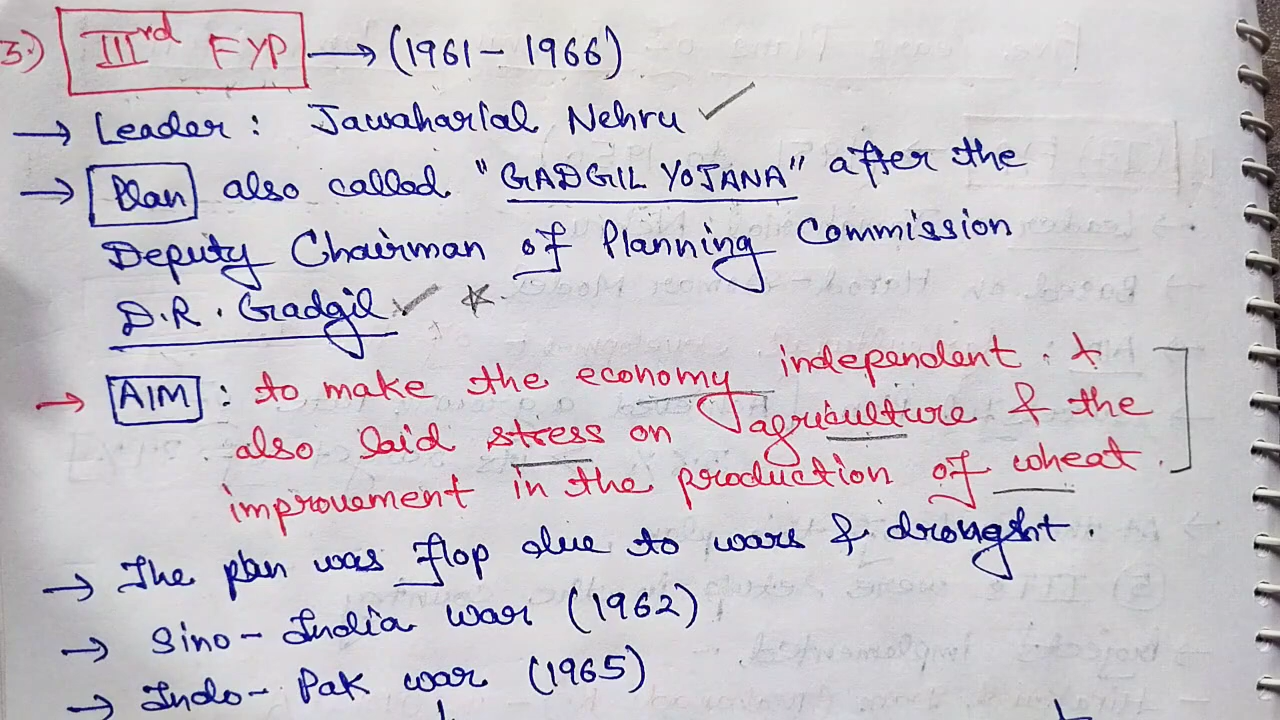 3.) IIIrd FYP → (1961 - 1966)
→ Leader : Jawaharlal Nehru ✓
→ Plan also called "GADGIL YOJANA" after the
Deputy Chairman of Planning Commission
D.R. Gadgil ✓ ☆.
→ AIM : to make the economy independent. &
also laid stress on agriculture & the
improvement in the production of wheat.
→ The plan was flop due to wars & drought.
→ Sino - India war (1962)
→ Indo - Pak war (1965)